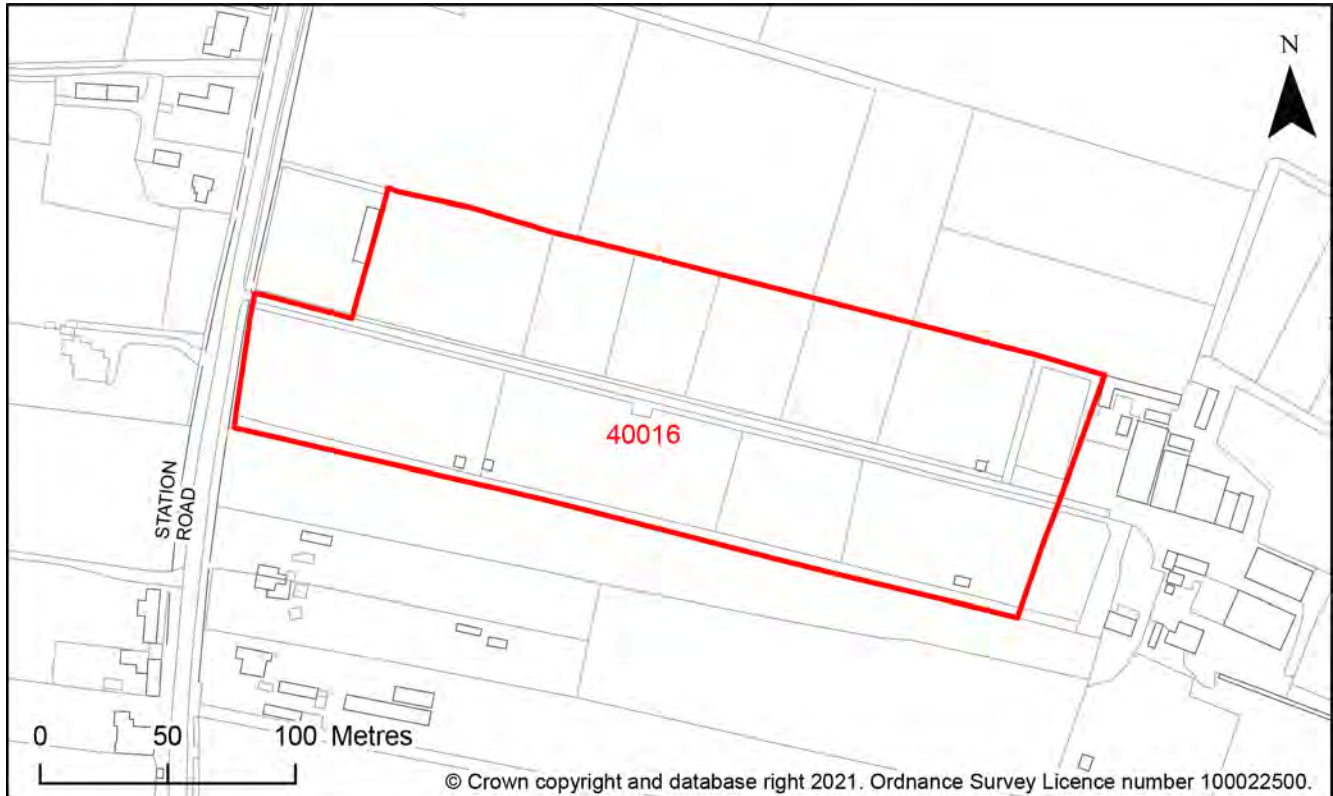 N
40016
STATION
ROAD
0 50 100 Metres
© Crown copyright and database right 2021. Ordnance Survey Licence number 100022500.